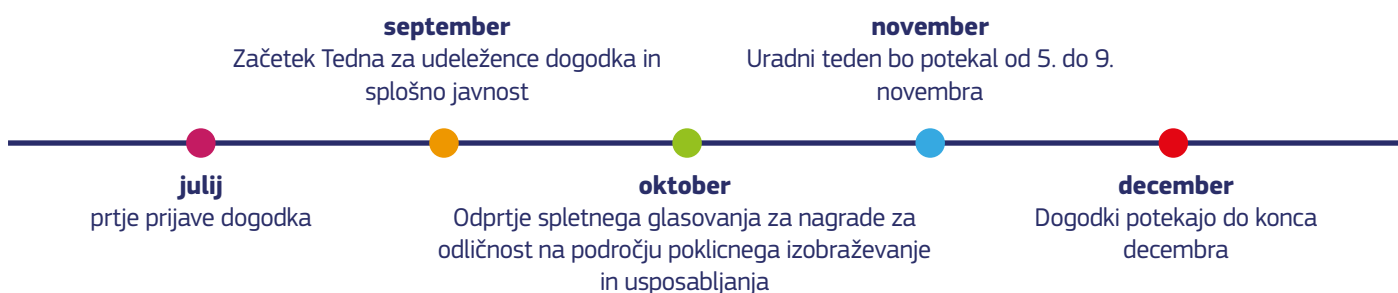 september
Začetek Tedna za udeležence dogodka in
splošno javnost
november
Uradni teden bo potekal od 5. do 9.
novembra
julij
prtje prijave dogodka
oktober
Odprtje spletnega glasovanja za nagrade za
odličnost na področju poklicnega izobraževanje
in usposabljanja
december
Dogodki potekajo do konca
decembra